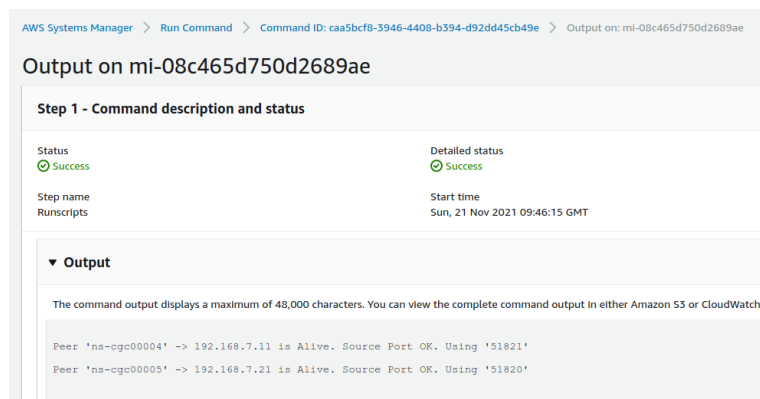 AWS Systems Manager > Run Command > Command ID: caa5bcf8-3946-4408-b394-d92dd45cb49e > Output on: mi-08c465d750d2689ae
Output on mi-08c465d750d2689ae
Step 1 - Command description and status
Status Detailed status
Success Success
Step name Start time
Runscripts Sun, 21 Nov 2021 09:46:15 GMT
▼ Output
The command output displays a maximum of 48,000 characters. You can view the complete command output in either Amazon S3 or CloudWatch
Peer 'ns-cgc00004' -> 192.168.7.11 is Alive. Source Port OK. Using '51821'
Peer 'ns-cgc00005' -> 192.168.7.21 is Alive. Source Port OK. Using '51820'